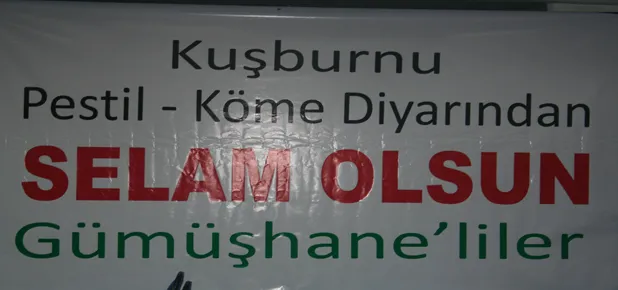 Kuşburnu
Pestil - Köme Diyarından
SELAM OLSUN
Gümüşhane'liler